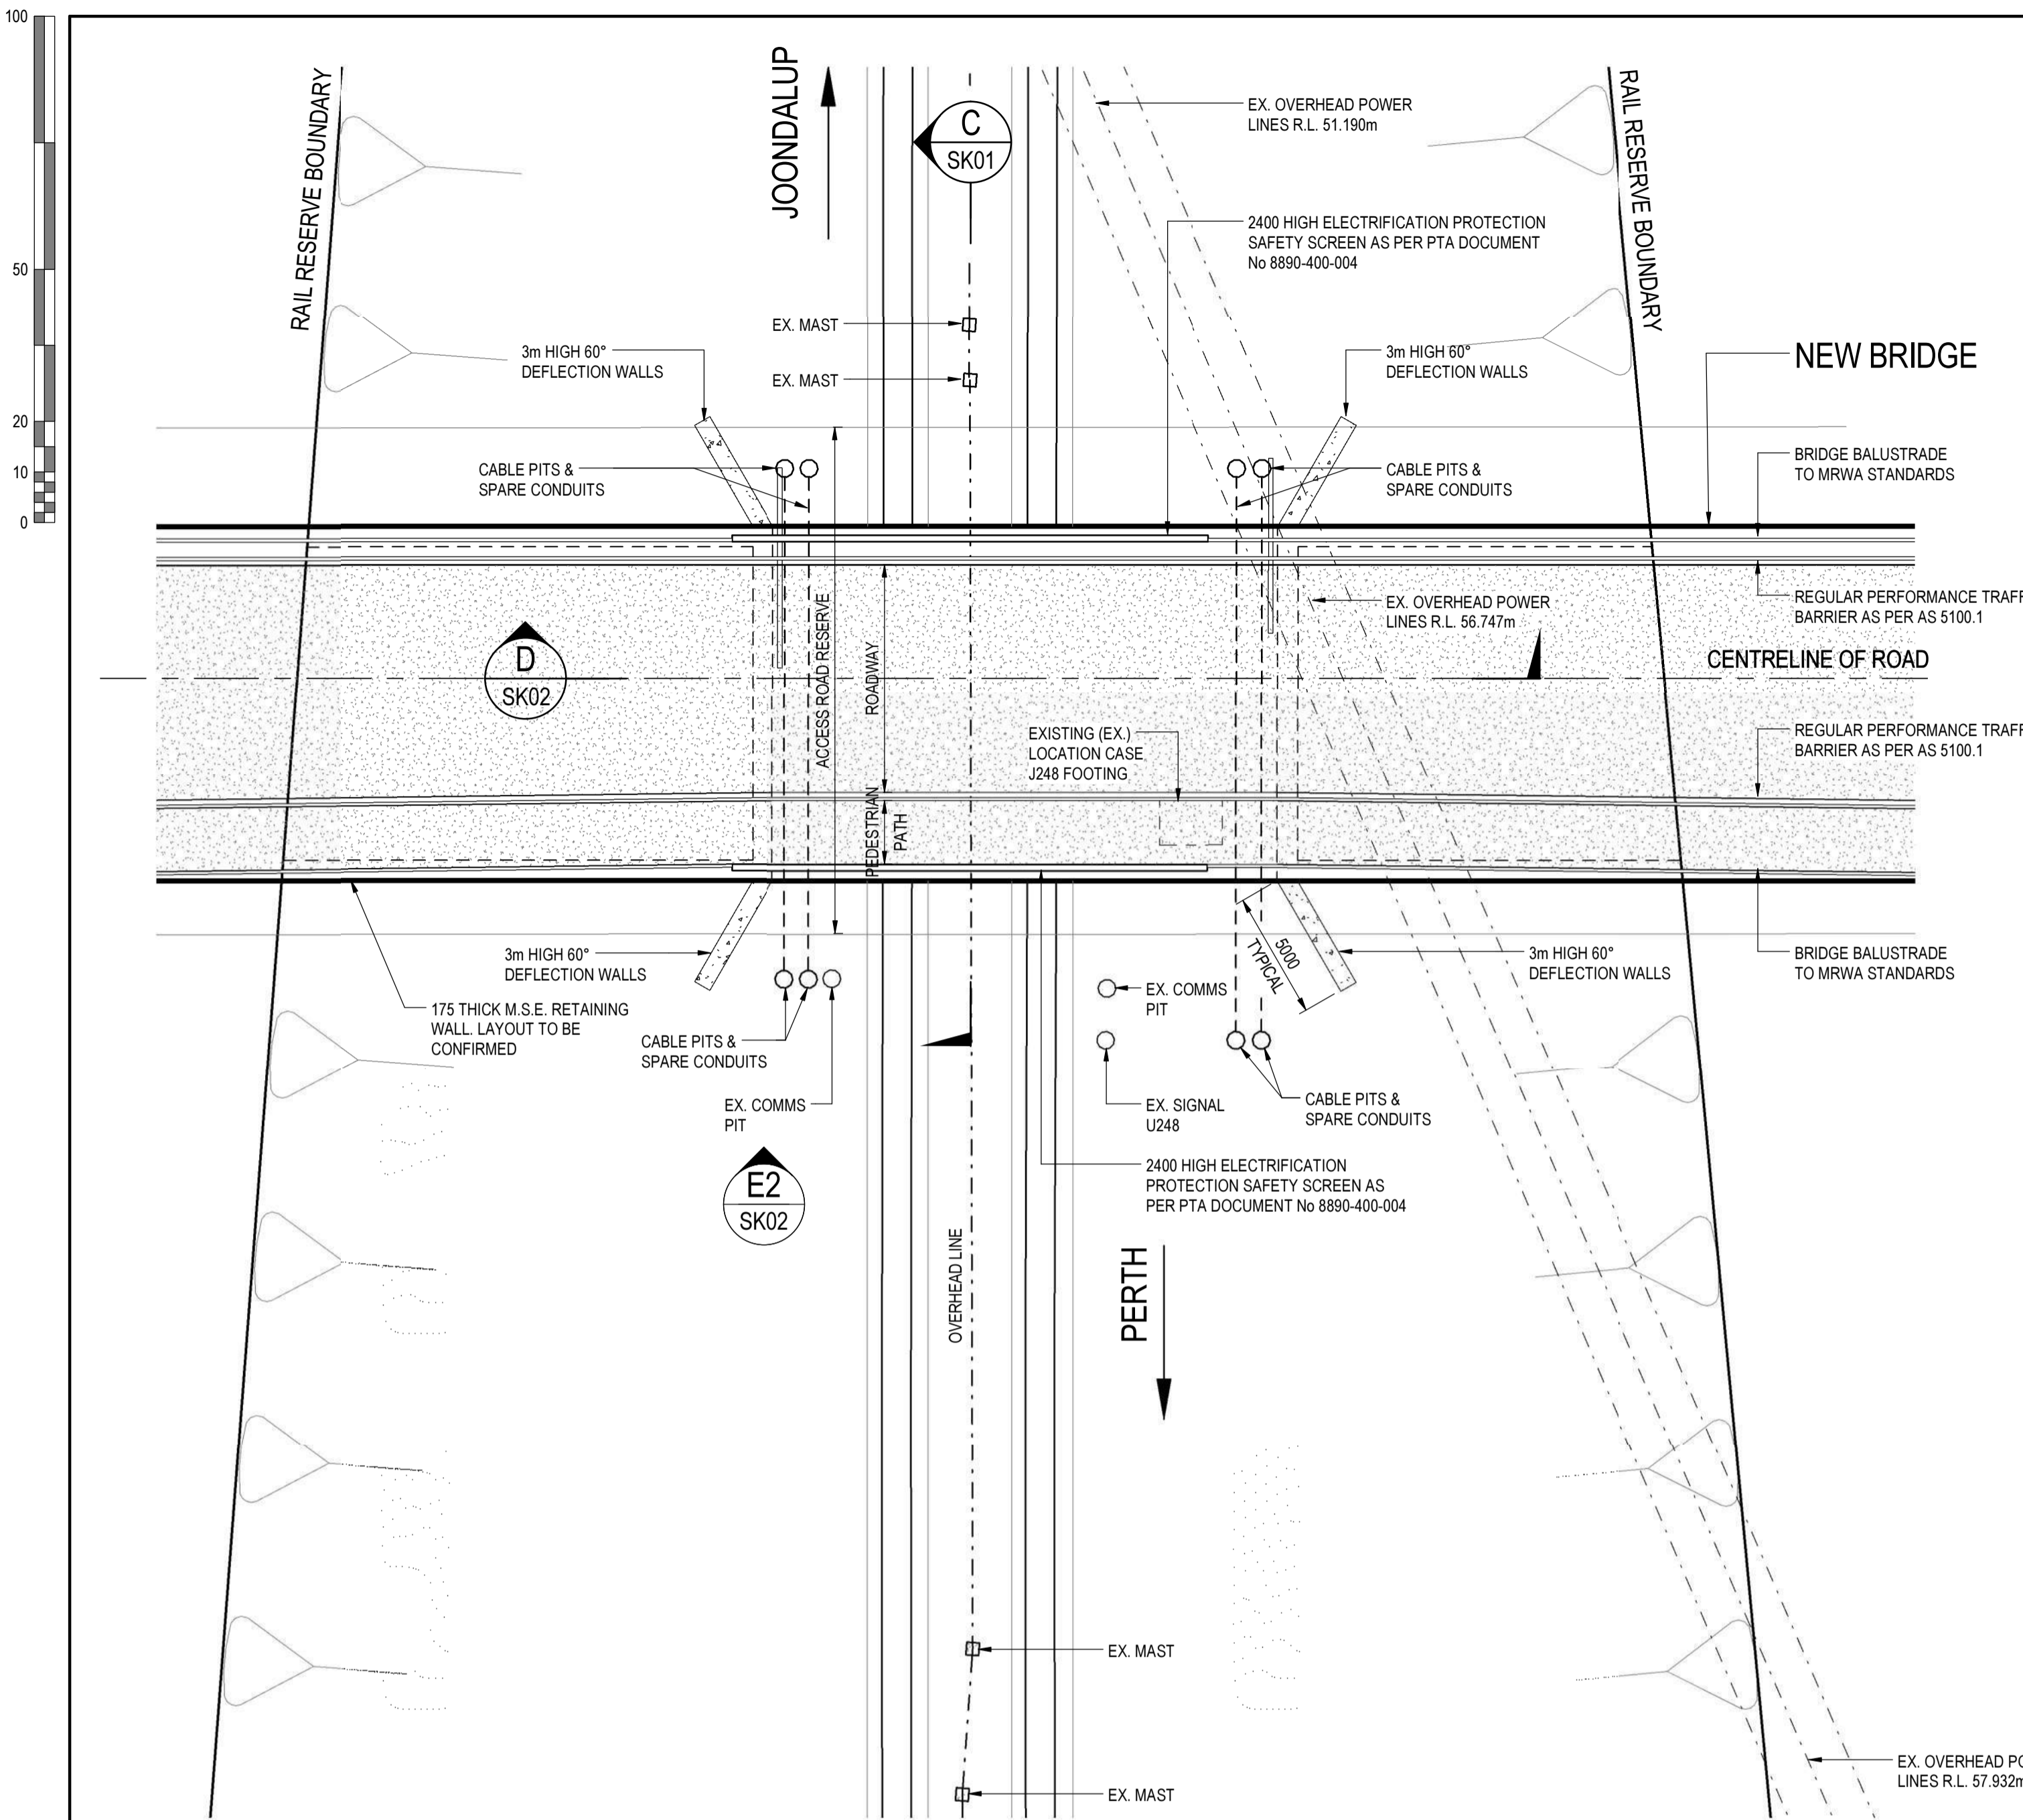 100
50
20
10
0
RAIL RESERVE BOUNDARY
JOONDALUP
C
SK01
EX. OVERHEAD POWER
LINES R.L. 51.190m
RAIL RESERVE BOUNDARY
2400 HIGH ELECTRIFICATION PROTECTION
SAFETY SCREEN AS PER PTA DOCUMENT
No 8890-400-004
EX. MAST
EX. MAST
3m HIGH 60°
DEFLECTION WALLS
3m HIGH 60°
DEFLECTION WALLS
NEW BRIDGE
CABLE PITS &
SPARE CONDUITS
CABLE PITS &
SPARE CONDUITS
BRIDGE BALUSTRADE
TO MRWA STANDARDS
REGULAR PERFORMANCE TRAFF
BARRIER AS PER AS 5100.1
EX. OVERHEAD POWER
LINES R.L. 56.747m
D
SK02
ACCESS ROAD RESERVE
ROADWAY
CENTRELINE OF ROAD
EXISTING (EX.)
LOCATION CASE
J248 FOOTING
REGULAR PERFORMANCE TRAFF
BARRIER AS PER AS 5100.1
PEDESTRIAN
PATH
3m HIGH 60°
DEFLECTION WALLS
5000
TYPICAL
3m HIGH 60°
DEFLECTION WALLS
BRIDGE BALUSTRADE
TO MRWA STANDARDS
175 THICK M.S.E. RETAINING
WALL. LAYOUT TO BE
CONFIRMED
CABLE PITS &
SPARE CONDUITS
EX. COMMS
PIT
EX. COMMS
PIT
EX. SIGNAL
U248
CABLE PITS &
SPARE CONDUITS
E2
SK02
2400 HIGH ELECTRIFICATION
PROTECTION SAFETY SCREEN AS
PER PTA DOCUMENT No 8890-400-004
OVERHEAD LINE
PERTH
EX. MAST
EX. MAST
EX. OVERHEAD PO
LINES R.L. 57.932m